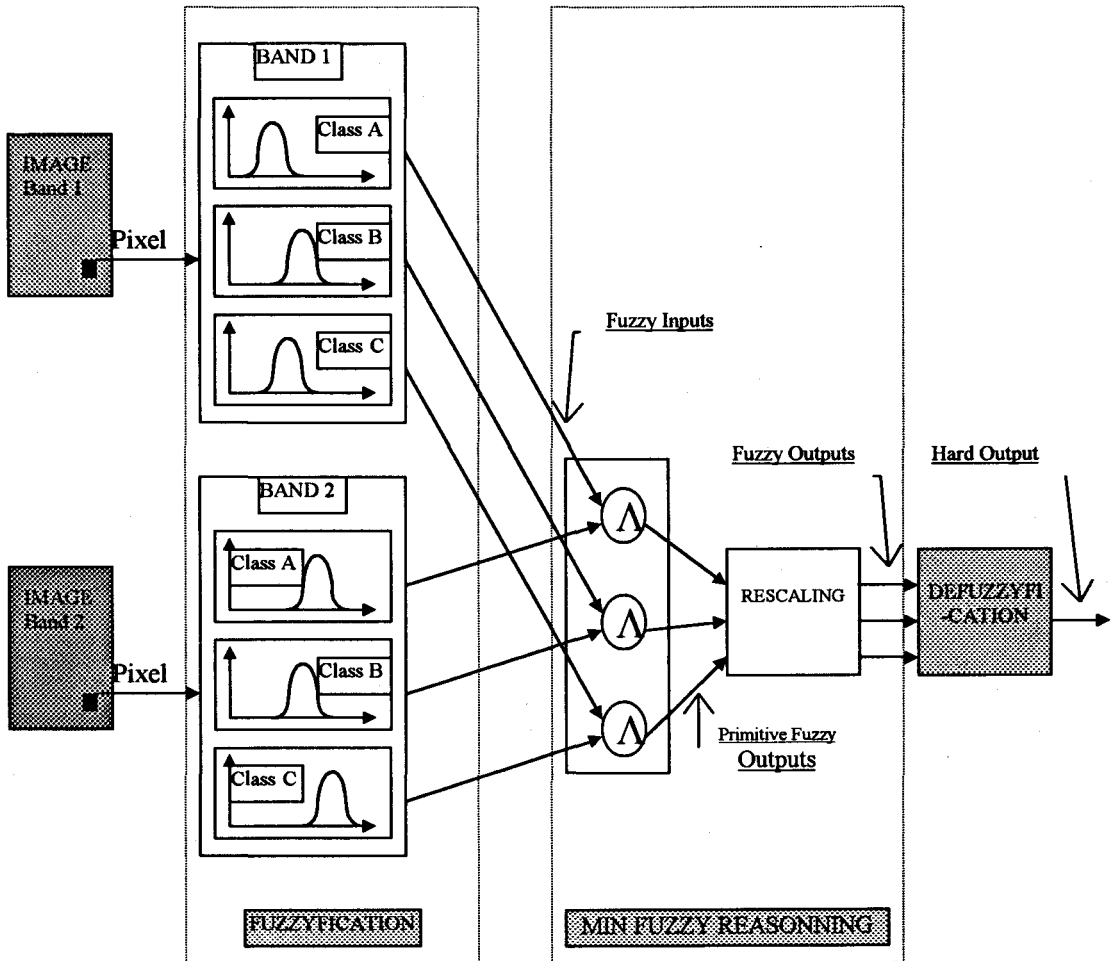 BAND 1
Class A
IMAGE
Band 1
Pixel
Class B
Class C
Fuzzy Inputs
BAND 2
Class A
IMAGE
Band 2
Pixel
Class B
Class C
Λ
Λ
Λ
Fuzzy Outputs
Hard Output
RESCALING
DEFUZZYFI
-CATION
Primitive Fuzzy
Outputs
FUZZYFICATION
MIN FUZZY REASONNING